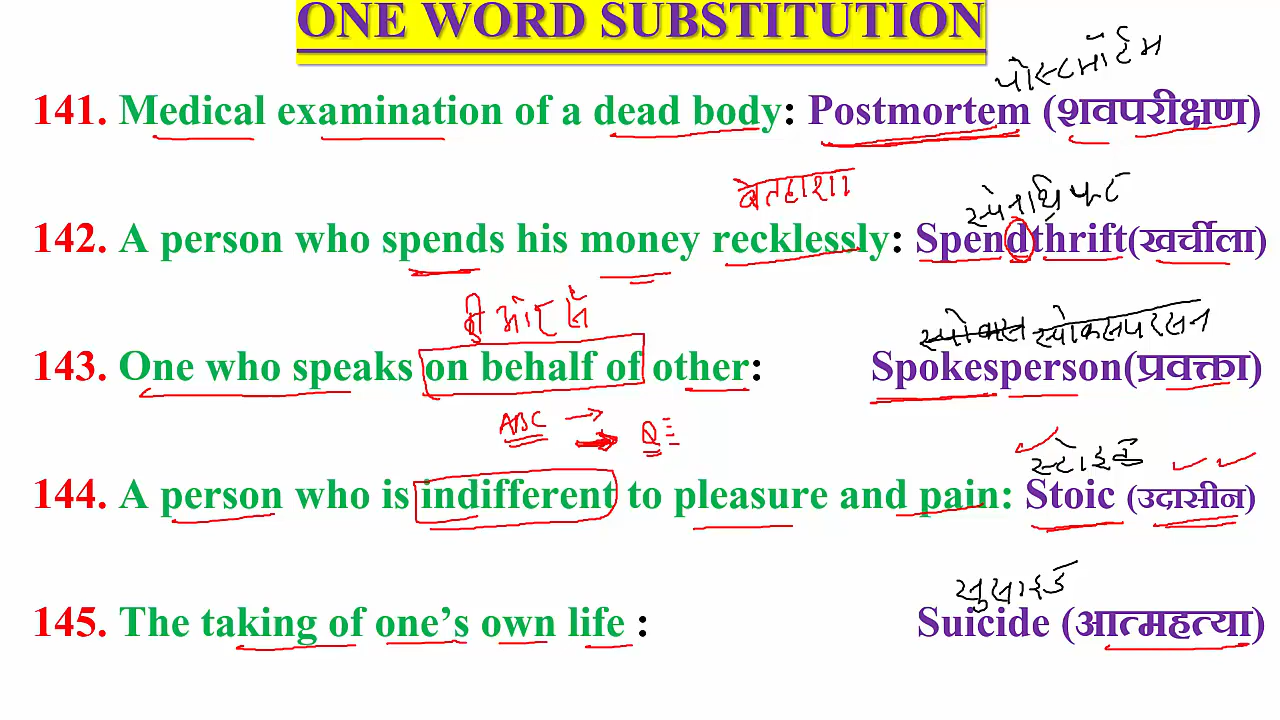 ONE WORD SUBSTITUTION
पोस्टमॉर्टम
141. Medical examination of a dead body: Postmortem (शवपरीक्षण)
बेतहाशा स्पेनथिफ्ट
142. A person who spends his money recklessly: Spendthrift(खर्चीला)
की ओर से स्पोक्स स्पोकसपरसन
143. One who speaks on behalf of other: Spokesperson(प्रवक्ता)
ABC →
स्टोइक
144. A person who is indifferent to pleasure and pain: Stoic (उदासीन)
सुसाइड
145. The taking of one's own life : Suicide (आत्महत्या)